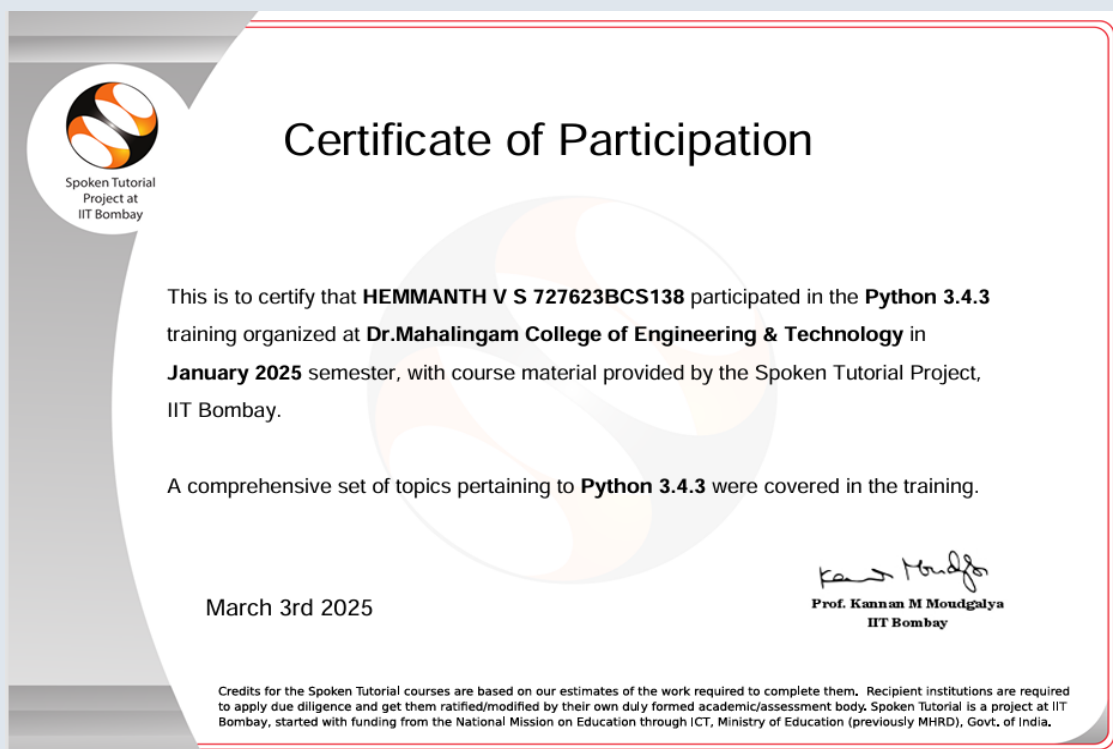 Spoken Tutorial
Project at
IIT Bombay
Certificate of Participation
This is to certify that HEMMANTH V S 727623BCS138 participated in the Python 3.4.3
training organized at Dr.Mahalingam College of Engineering & Technology in
January 2025 semester, with course material provided by the Spoken Tutorial Project,
IIT Bombay.
A comprehensive set of topics pertaining to Python 3.4.3 were covered in the training.
March 3rd 2025
Prof. Kannan M Moudgalya
IIT Bombay
Credits for the Spoken Tutorial courses are based on our estimates of the work required to complete them. Recipient institutions are required
to apply due diligence and get them ratified/modified by their own duly formed academic/assessment body. Spoken Tutorial is a project at IIT
Bombay, started with funding from the National Mission on Education through ICT, Ministry of Education (previously MHRD), Govt. of India.